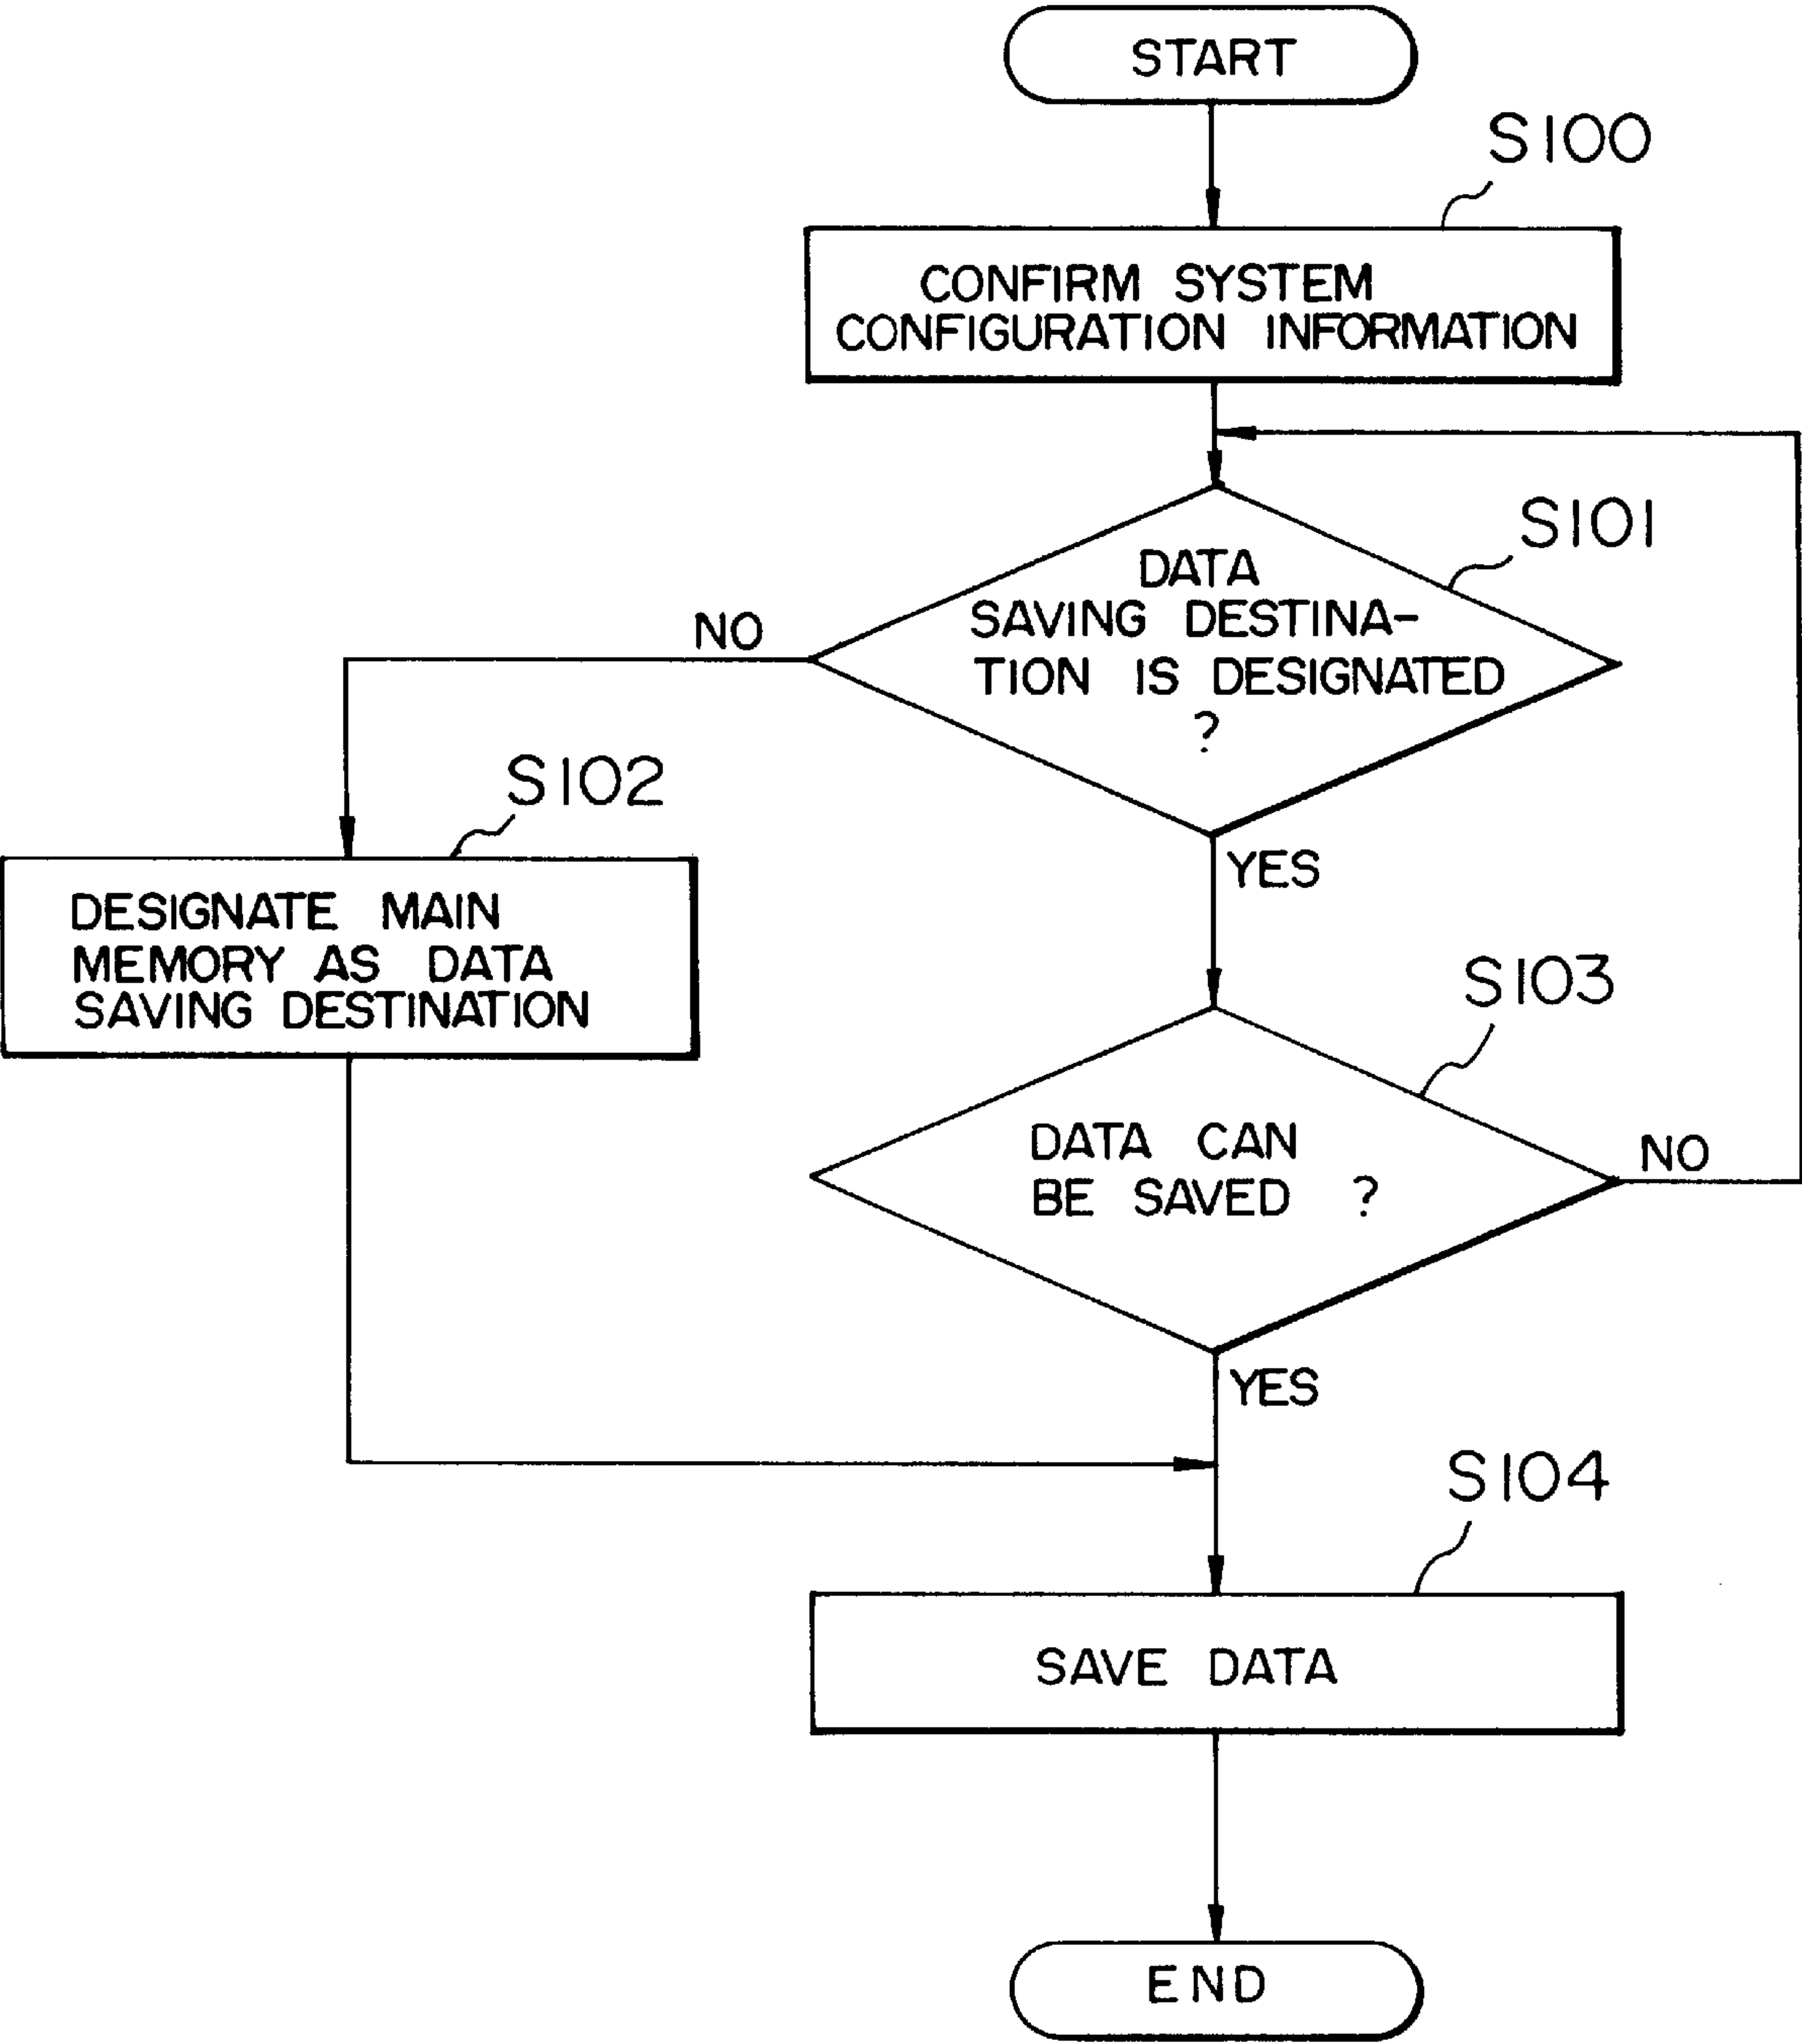 START
S100
CONFIRM SYSTEM
CONFIGURATION INFORMATION
S101
DATA
SAVING DESTINA-
TION IS DESIGNATED
?
NO
YES
S102
DESIGNATE MAIN
MEMORY AS DATA
SAVING DESTINATION
S103
DATA CAN
BE SAVED ?
NO
YES
S104
SAVE DATA
END